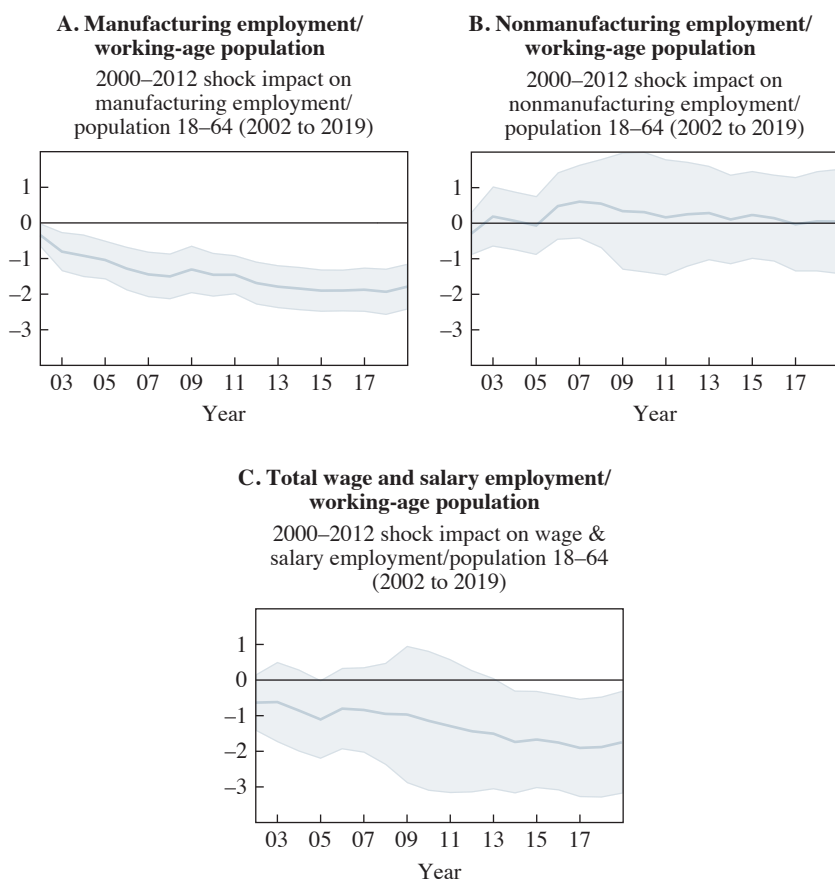 A. Manufacturing employment/
working-age population
2000–2012 shock impact on
manufacturing employment/
population 18–64 (2002 to 2019)
1
0
–1
–2
–3
03 05 07 09 11 13 15 17
Year
B. Nonmanufacturing employment/
working-age population
2000–2012 shock impact on
nonmanufacturing employment/
population 18–64 (2002 to 2019)
1
0
–1
–2
–3
03 05 07 09 11 13 15 17
Year
C. Total wage and salary employment/
working-age population
2000–2012 shock impact on wage &
salary employment/population 18–64
(2002 to 2019)
1
0
–1
–2
–3
03 05 07 09 11 13 15 17
Year